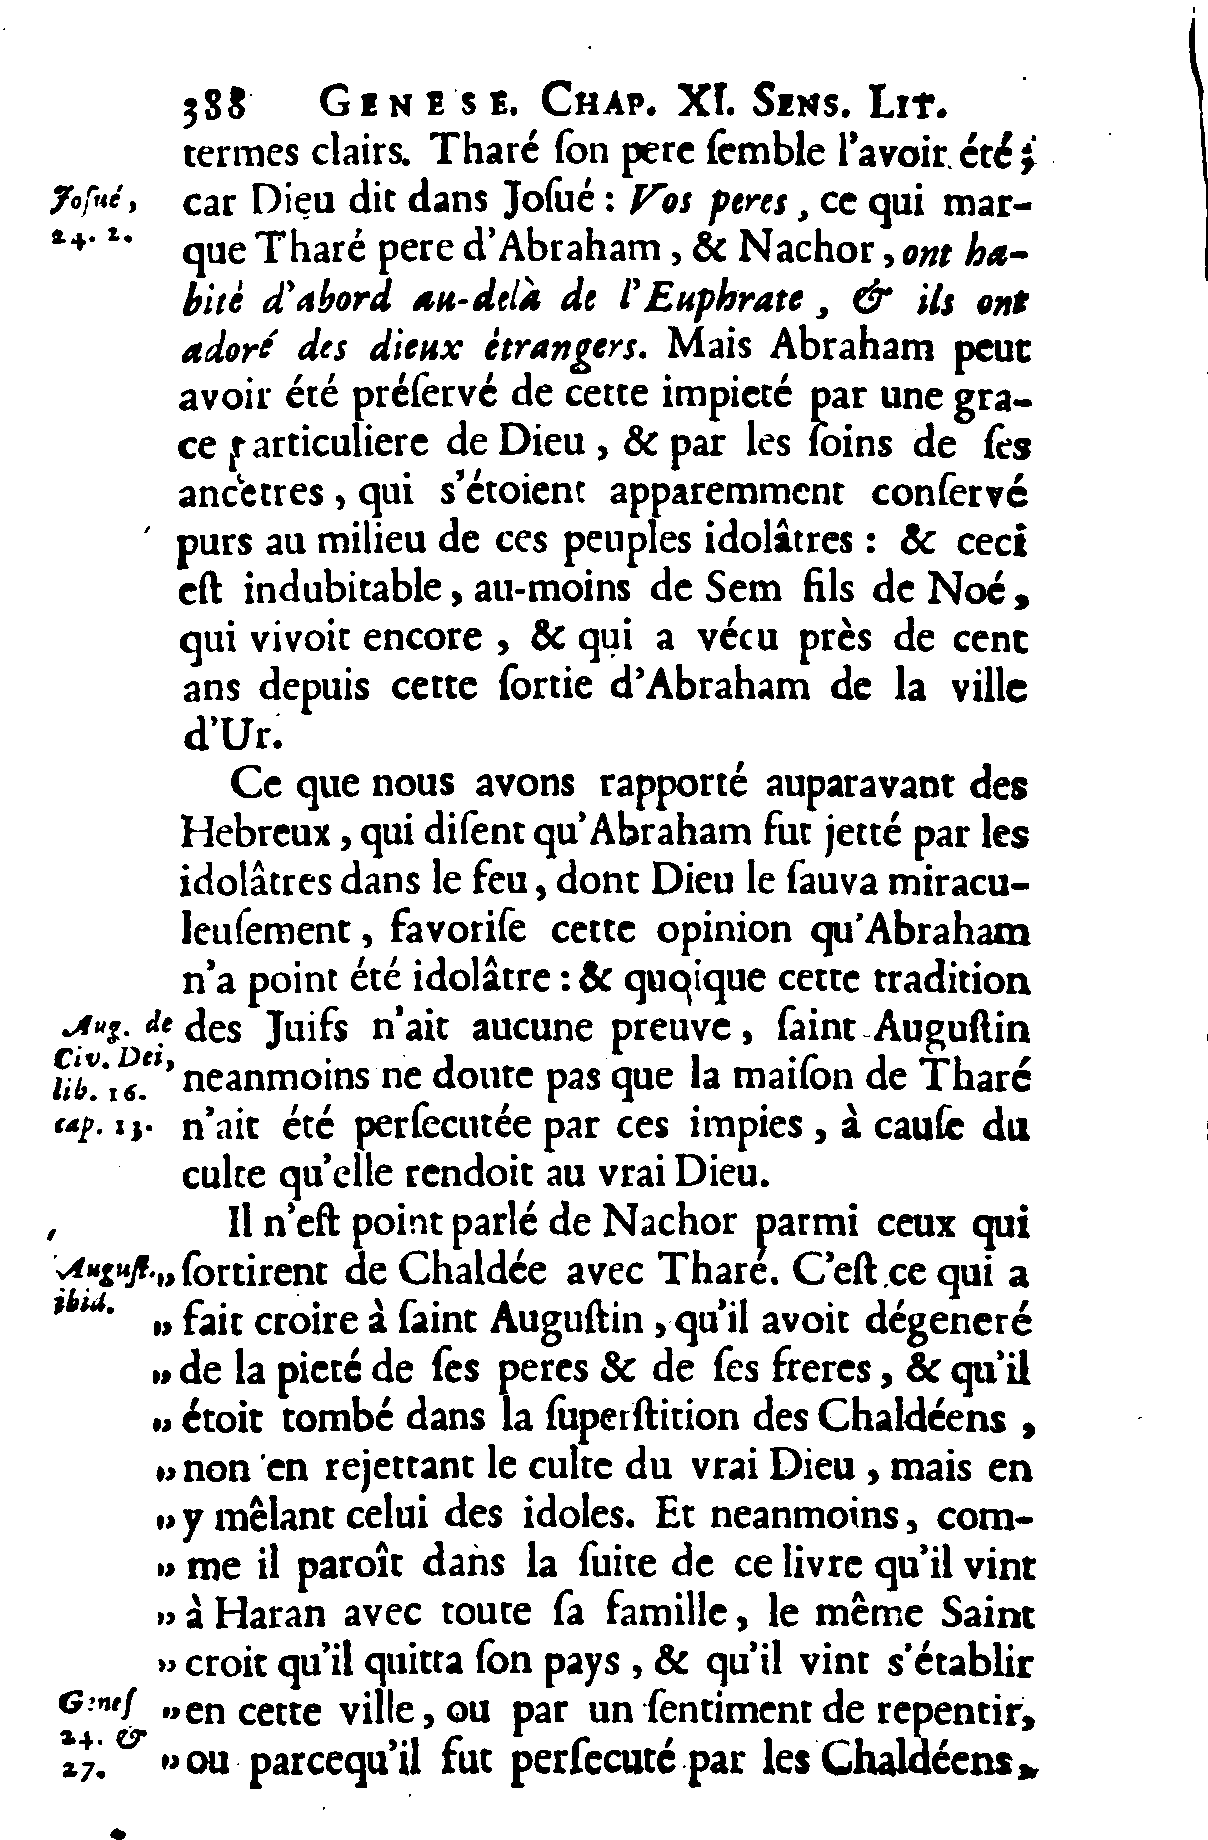 388 GENESE. CHAP. XI. SENS. LIT.
termes clairs. Tharé ſon pere ſemble l'avoir été ;
Joſué,
24. 2.
car Dieu dit dans Joſué : Vos peres, ce qui mar-
que Tharé pere d'Abraham, & Nachor, ont ha-
bité d'abord au-delà de l'Euphrate, & ils ont
adoré des dieux étrangers. Mais Abraham peut
avoir été préſervé de cette impieté par une gra-
ce particuliere de Dieu, & par les ſoins de ſes
ancêtres, qui s'étoient apparemment conſervé
purs au milieu de ces peuples idolâtres : & ceci
eſt indubitable, au-moins de Sem fils de Noé,
qui vivoit encore, & qui a vécu près de cent
ans depuis cette ſortie d'Abraham de la ville
d'Ur.
Ce que nous avons rapporté auparavant des
Hebreux, qui diſent qu'Abraham fut jetté par les
idolâtres dans le feu, dont Dieu le ſauva miracu-
leuſement, favoriſe cette opinion qu'Abraham
n'a point été idolâtre : & quoique cette tradition
Aug. de
Civ. Dei,
lib. 16.
cap. 13.
des Juifs n'ait aucune preuve, ſaint Auguſtin
neanmoins ne doute pas que la maiſon de Tharé
n'ait été perſecutée par ces impies, à cauſe du
culte qu'elle rendoit au vrai Dieu.
Il n'eſt point parlé de Nachor parmi ceux qui
Auguſt.
ibid.
„ ſortirent de Chaldée avec Tharé. C'eſt ce qui a
„ fait croire à ſaint Auguſtin, qu'il avoit dégeneré
„ de la pieté de ſes peres & de ſes freres, & qu'il
„ étoit tombé dans la ſuperſtition des Chaldéens,
„ non en rejettant le culte du vrai Dieu, mais en
„ y mêlant celui des idoles. Et neanmoins, com-
„ me il paroît dans la ſuite de ce livre qu'il vint
„ à Haran avec toute ſa famille, le même Saint
„ croit qu'il quitta ſon pays, & qu'il vint s'établir
Geneſ
24. &
27.
„ en cette ville, ou par un ſentiment de repentir,
„ ou parcequ'il fut perſecuté par les Chaldéens,